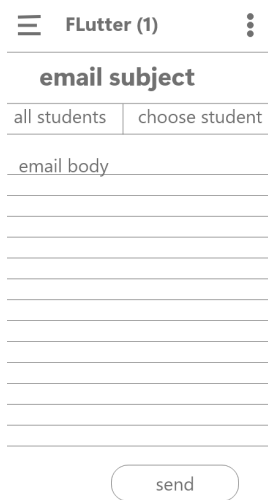 FLutter (1)
email subject
all students choose student
email body
send